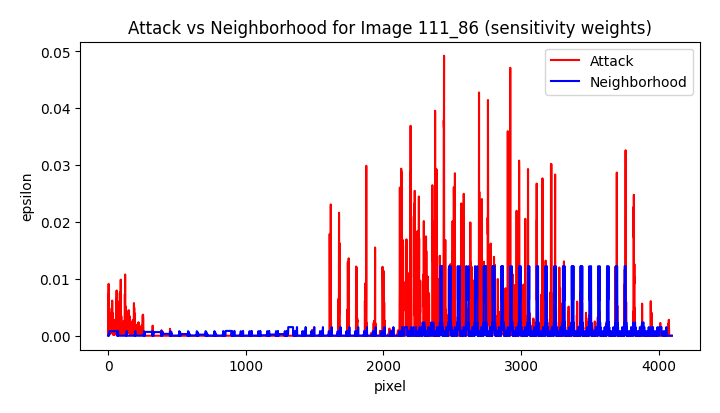 Attack vs Neighborhood for Image 111_86 (sensitivity weights)
Attack
Neighborhood
epsilon
0.05
0.04
0.03
0.02
0.01
0.00
0 1000 2000 3000 4000
pixel